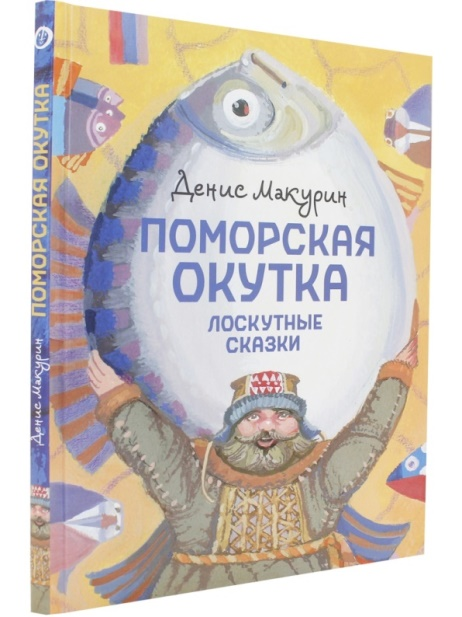 Денис Макурин
ПОМОРСКАЯ
ОКУТКА
ЛОСКУТНЫЕ
СКАЗКИ
Денис Макурин ПОМОРСКАЯ ОКУТКА